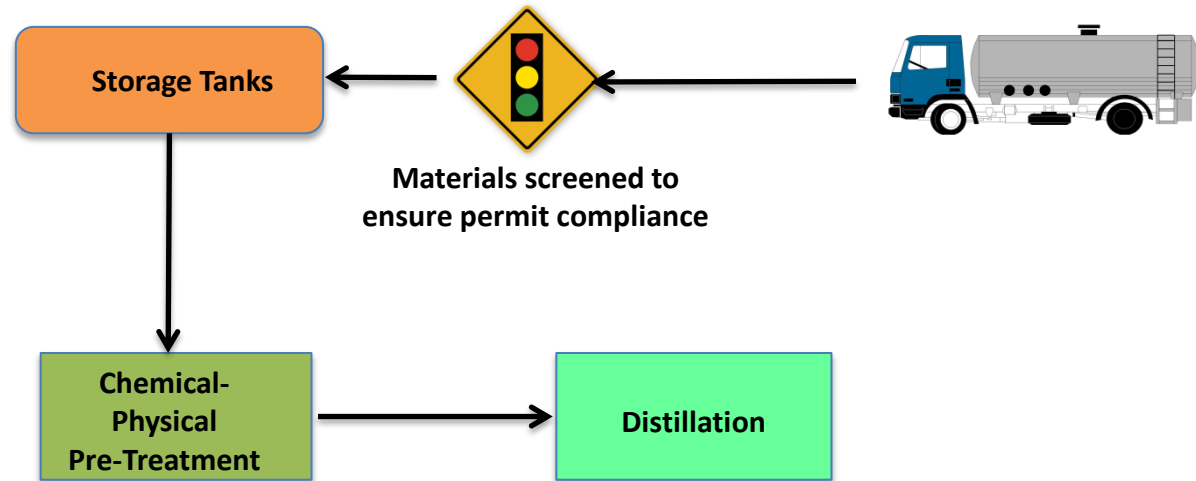 Storage Tanks
Materials screened to
ensure permit compliance
Chemical-
Physical
Pre-Treatment
Distillation